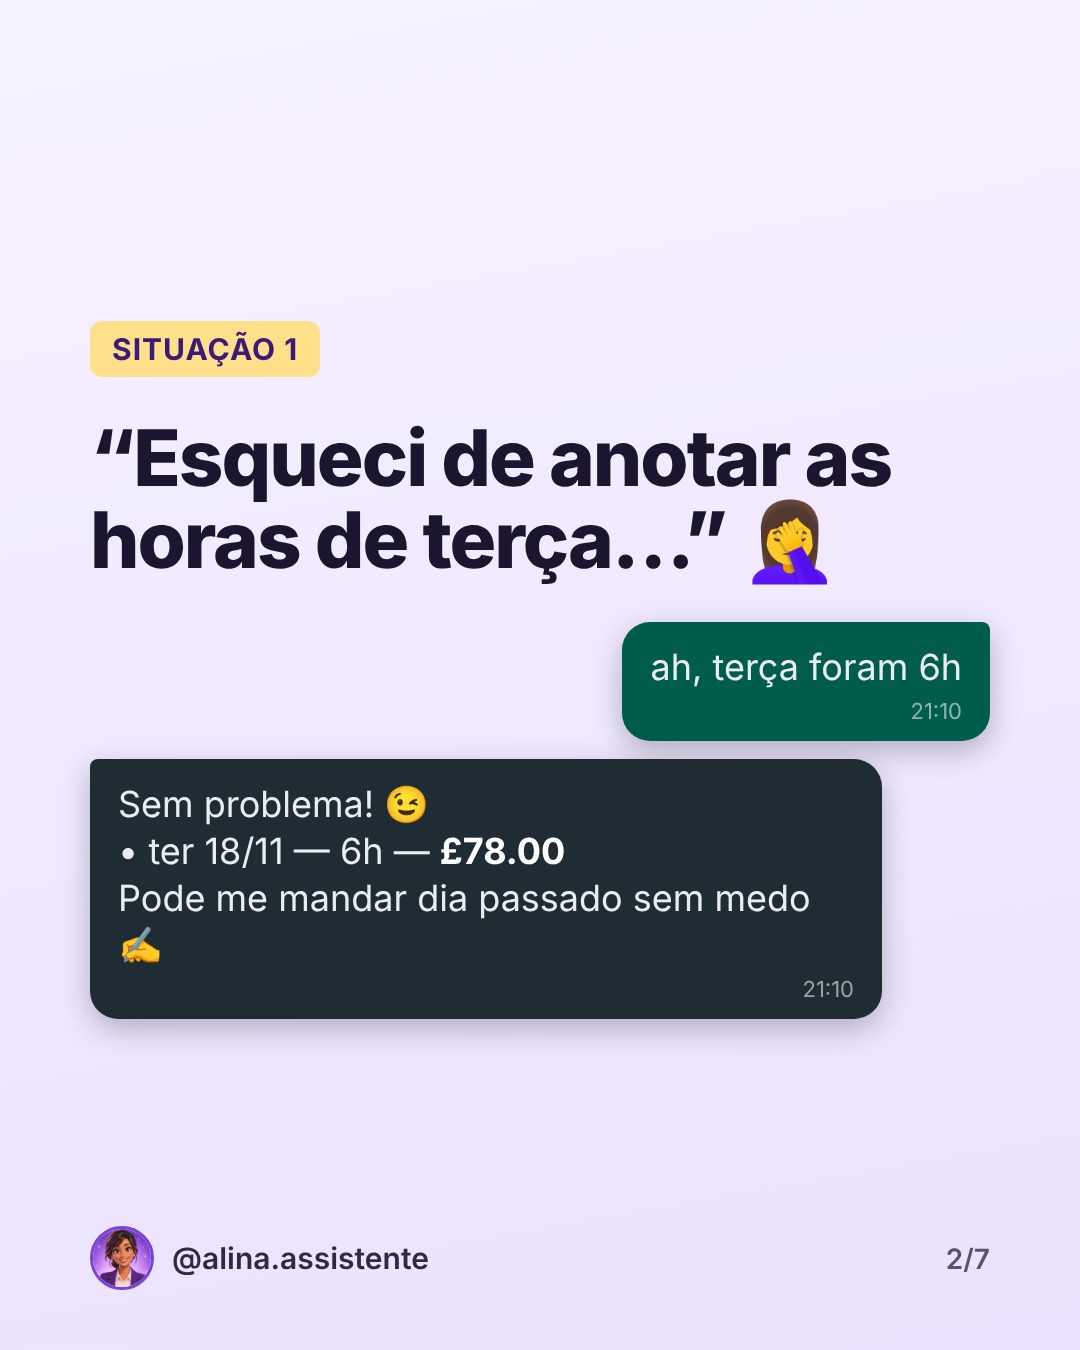 SITUAÇÃO 1
“Esqueci de anotar as
horas de terça…” 🤦‍♀️
ah, terça foram 6h
21:10
Sem problema! 😉
• ter 18/11 — 6h — £78.00
Pode me mandar dia passado sem medo
✍️
21:10
@alina.assistente
2/7